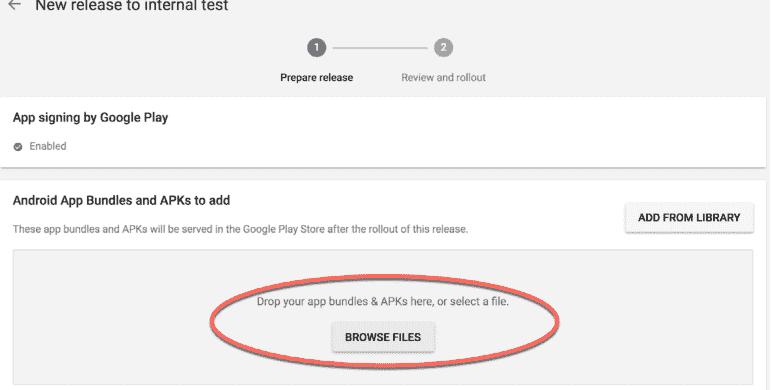 New release to internal test
1
2
Prepare release
Review and rollout
App signing by Google Play
Enabled
Android App Bundles and APKs to add
ADD FROM LIBRARY
These app bundles and APKs will be served in the Google Play Store after the rollout of this release.
Drop your app bundles & APKs here, or select a file.
BROWSE FILES